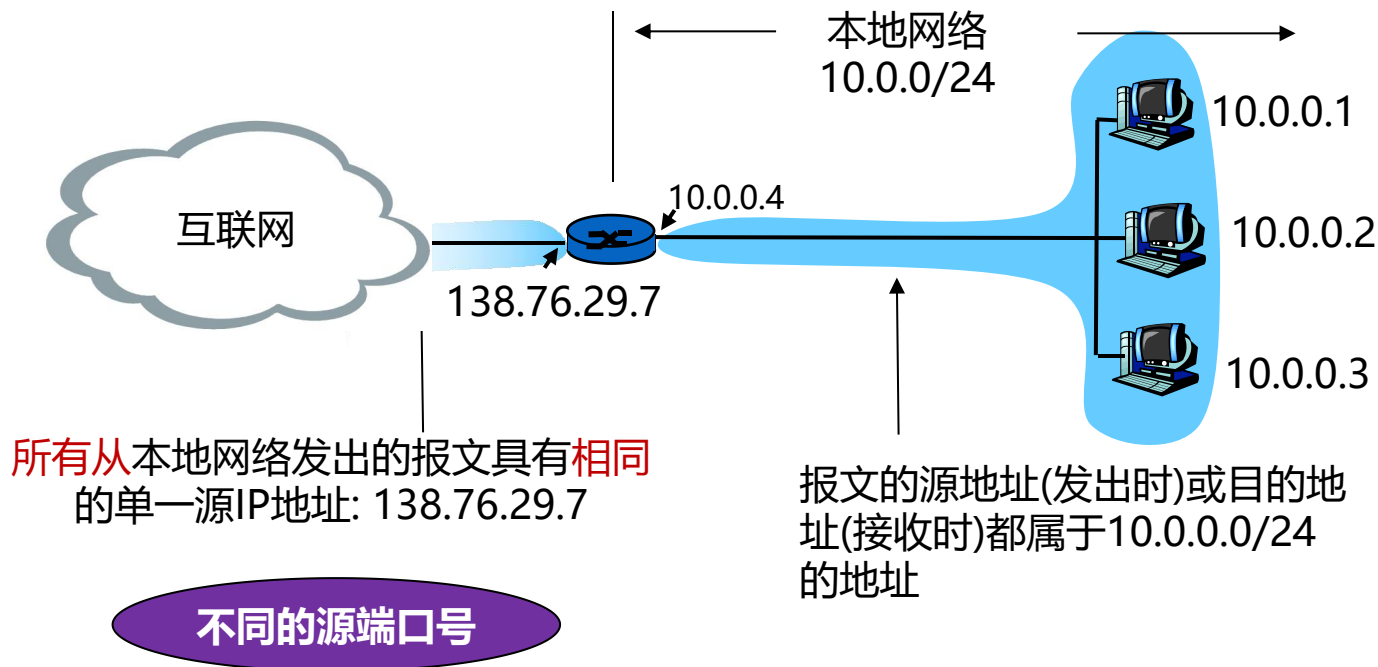 本地网络
10.0.0/24
10.0.0.1
10.0.0.4
互联网
10.0.0.2
138.76.29.7
10.0.0.3
所有从本地网络发出的报文具有相同
的单一源IP地址: 138.76.29.7
报文的源地址(发出时)或目的地
址(接收时)都属于10.0.0.0/24
的地址
不同的源端口号